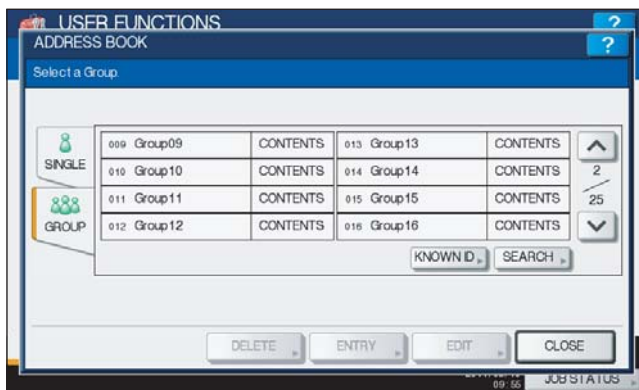 USER FUNCTIONS ?
ADDRESS BOOK ?
Select a Group.
SINGLE
GROUP
009 Group09 CONTENTS 013 Group13 CONTENTS
010 Group10 CONTENTS 014 Group14 CONTENTS
011 Group11 CONTENTS 015 Group15 CONTENTS
012 Group12 CONTENTS 016 Group16 CONTENTS
2
25
KNOWN ID SEARCH
DELETE ENTRY EDIT CLOSE
09:55 JOB STATUS